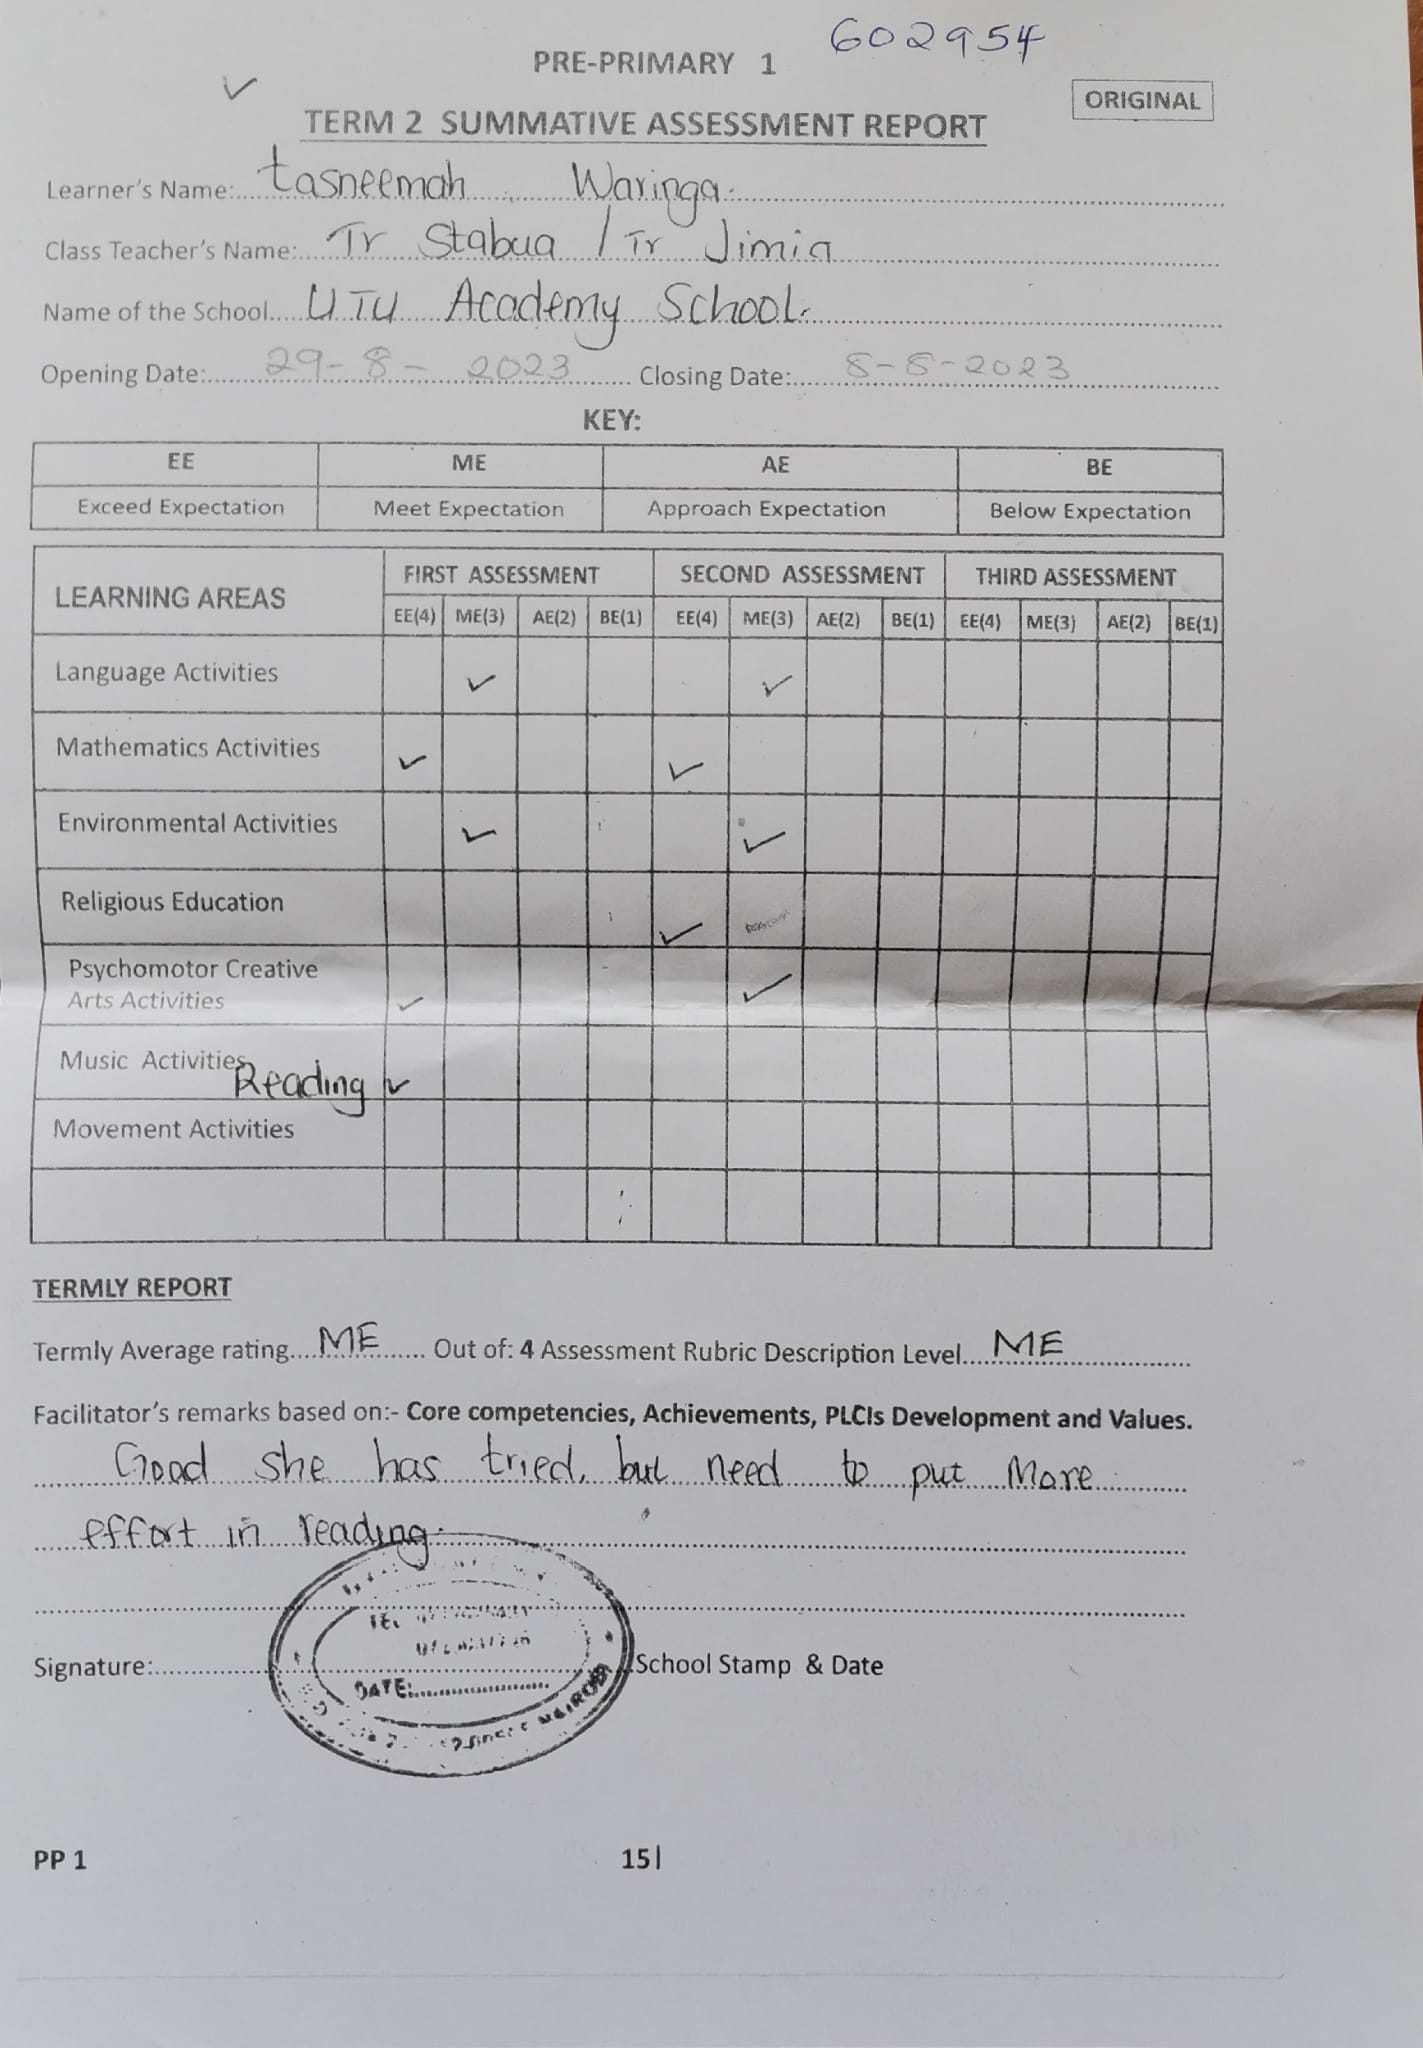 602954
PRE-PRIMARY 1
ORIGINAL
✓
TERM 2 SUMMATIVE ASSESSMENT REPORT
Learner's Name: tasneemah Waringa.
Class Teacher's Name: Tr Stabua / Tr Jimia
Name of the School UTU Academy School.
Opening Date: 29-8-2023 Closing Date: 8-8-2023
KEY:
EE ME AE BE
Exceed Expectation Meet Expectation Approach Expectation Below Expectation
LEARNING AREAS FIRST ASSESSMENT SECOND ASSESSMENT THIRD ASSESSMENT
EE(4) ME(3) AE(2) BE(1) EE(4) ME(3) AE(2) BE(1) EE(4) ME(3) AE(2) BE(1)
Language Activities ✓ ✓
Mathematics Activities ✓ ✓
Environmental Activities ✓ ✓
Religious Education ✓
Psychomotor Creative
Arts Activities ✓ ✓
Music Activities
Reading ✓
Movement Activities
TERMLY REPORT
Termly Average rating....ME...... Out of: 4 Assessment Rubric Description Level....ME
Facilitator's remarks based on:- Core competencies, Achievements, PLCIs Development and Values.
Good she has tried, but need to put More
effort in reading.
Signature: School Stamp & Date
DATE:
NAIROBI
PP 1 15|